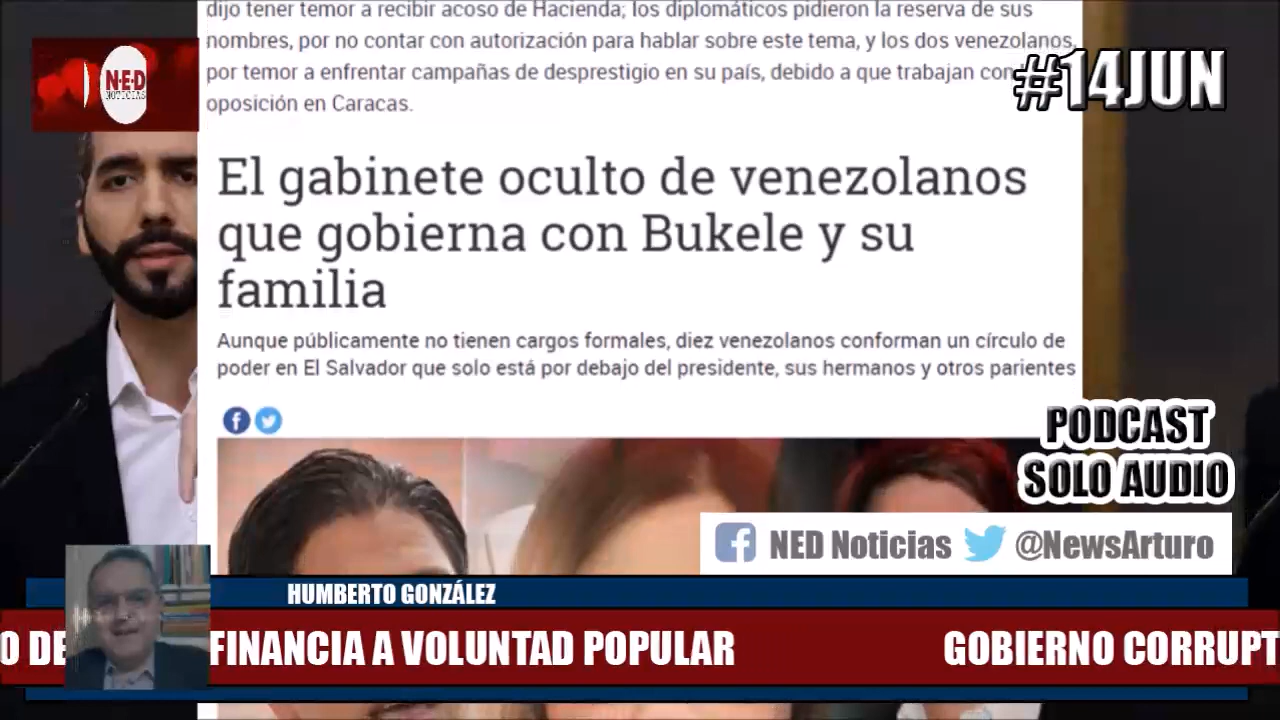 dijo tener temor a recibir acoso de Hacienda; los diplomáticos pidieron la reserva de sus
nombres, por no contar con autorización para hablar sobre este tema, y los dos venezolanos,
por temor a enfrentar campañas de desprestigio en su país, debido a que trabajan con
oposición en Caracas.
N·E·D
NOTICIAS
#14JUN
El gabinete oculto de venezolanos
que gobierna con Bukele y su
familia
Aunque públicamente no tienen cargos formales, diez venezolanos conforman un círculo de
poder en El Salvador que solo está por debajo del presidente, sus hermanos y otros parientes
PODCAST
SOLO AUDIO
NED Noticias @NewsArturo
HUMBERTO GONZÁLEZ
O DE FINANCIA A VOLUNTAD POPULAR GOBIERNO CORRUPT